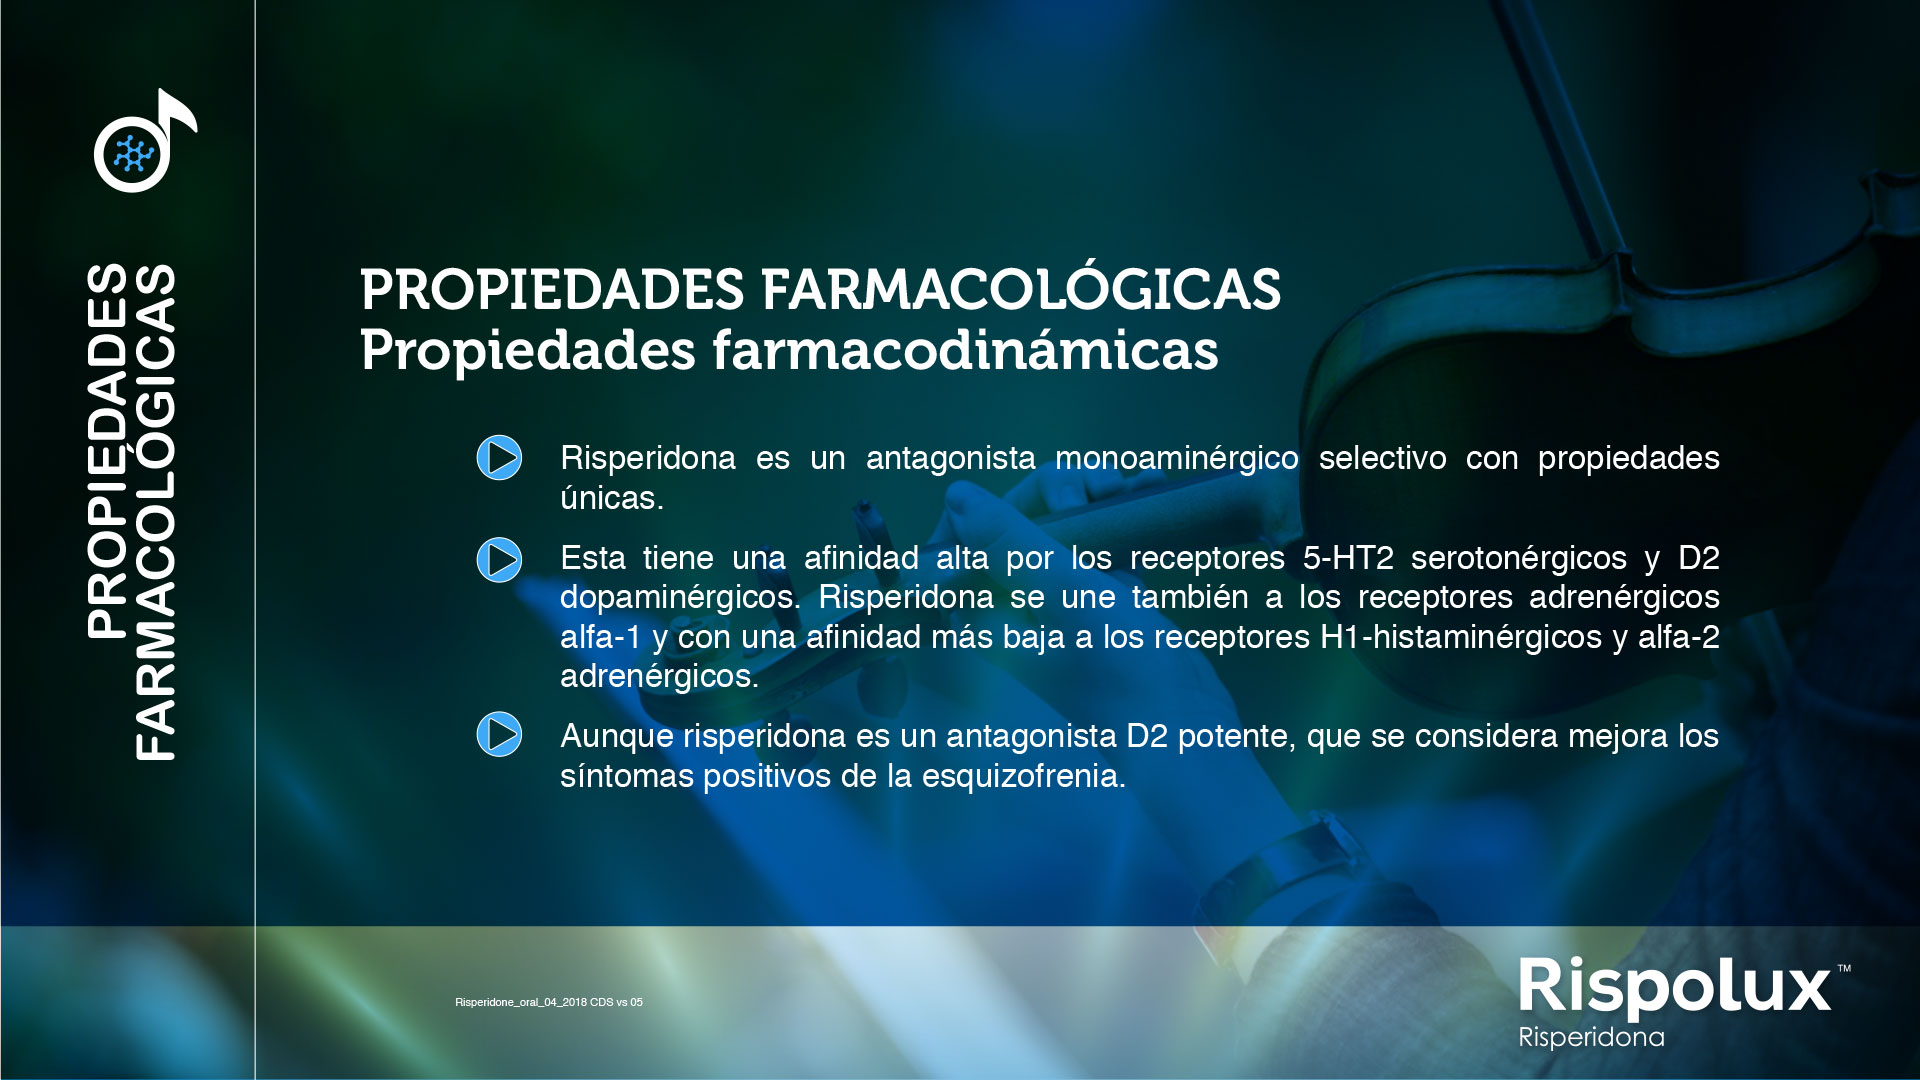 PROPIEDADES
FARMACOLÓGICAS
PROPIEDADES FARMACOLÓGICAS
Propiedades farmacodinámicas
Risperidona es un antagonista monoaminérgico selectivo con propiedades
únicas.
Esta tiene una afinidad alta por los receptores 5-HT2 serotonérgicos y D2
dopaminérgicos. Risperidona se une también a los receptores adrenérgicos
alfa-1 y con una afinidad más baja a los receptores H1-histaminérgicos y alfa-2
adrenérgicos.
Aunque risperidona es un antagonista D2 potente, que se considera mejora los
síntomas positivos de la esquizofrenia.
Risperidone_oral_04_2018 CDS vs 05
Rispolux™
Risperidona